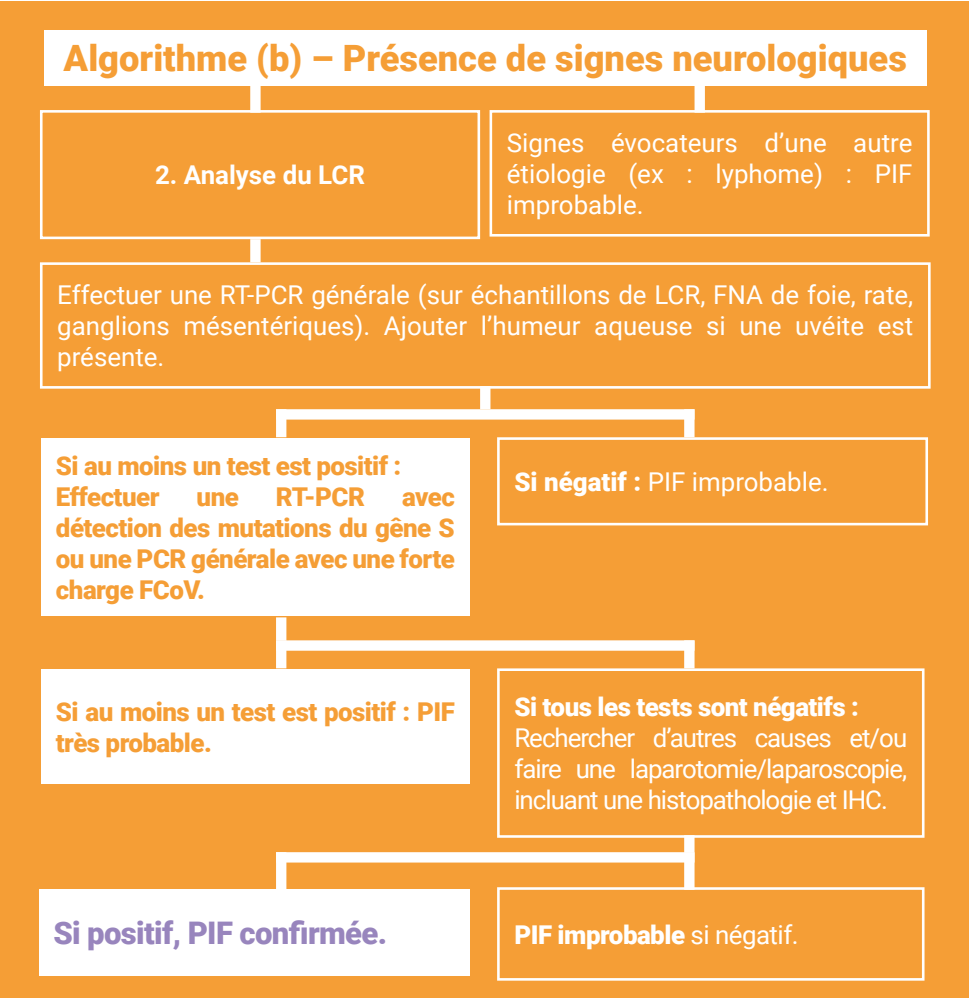 Algorithme (b) – Présence de signes neurologiques
2. Analyse du LCR
Signes évocateurs d'une autre
étiologie (ex : lyphome) : PIF
improbable.
Effectuer une RT-PCR générale (sur échantillons de LCR, FNA de foie, rate,
ganglions mésentériques). Ajouter l'humeur aqueuse si une uvéite est
présente.
Si au moins un test est positif :
Effectuer une RT-PCR avec
détection des mutations du gêne S
ou une PCR générale avec une forte
charge FCoV.
Si négatif : PIF improbable.
Si au moins un test est positif : PIF
très probable.
Si tous les tests sont négatifs :
Rechercher d'autres causes et/ou
faire une laparotomie/laparoscopie,
incluant une histopathologie et IHC.
Si positif, PIF confirmée.
PIF improbable si négatif.